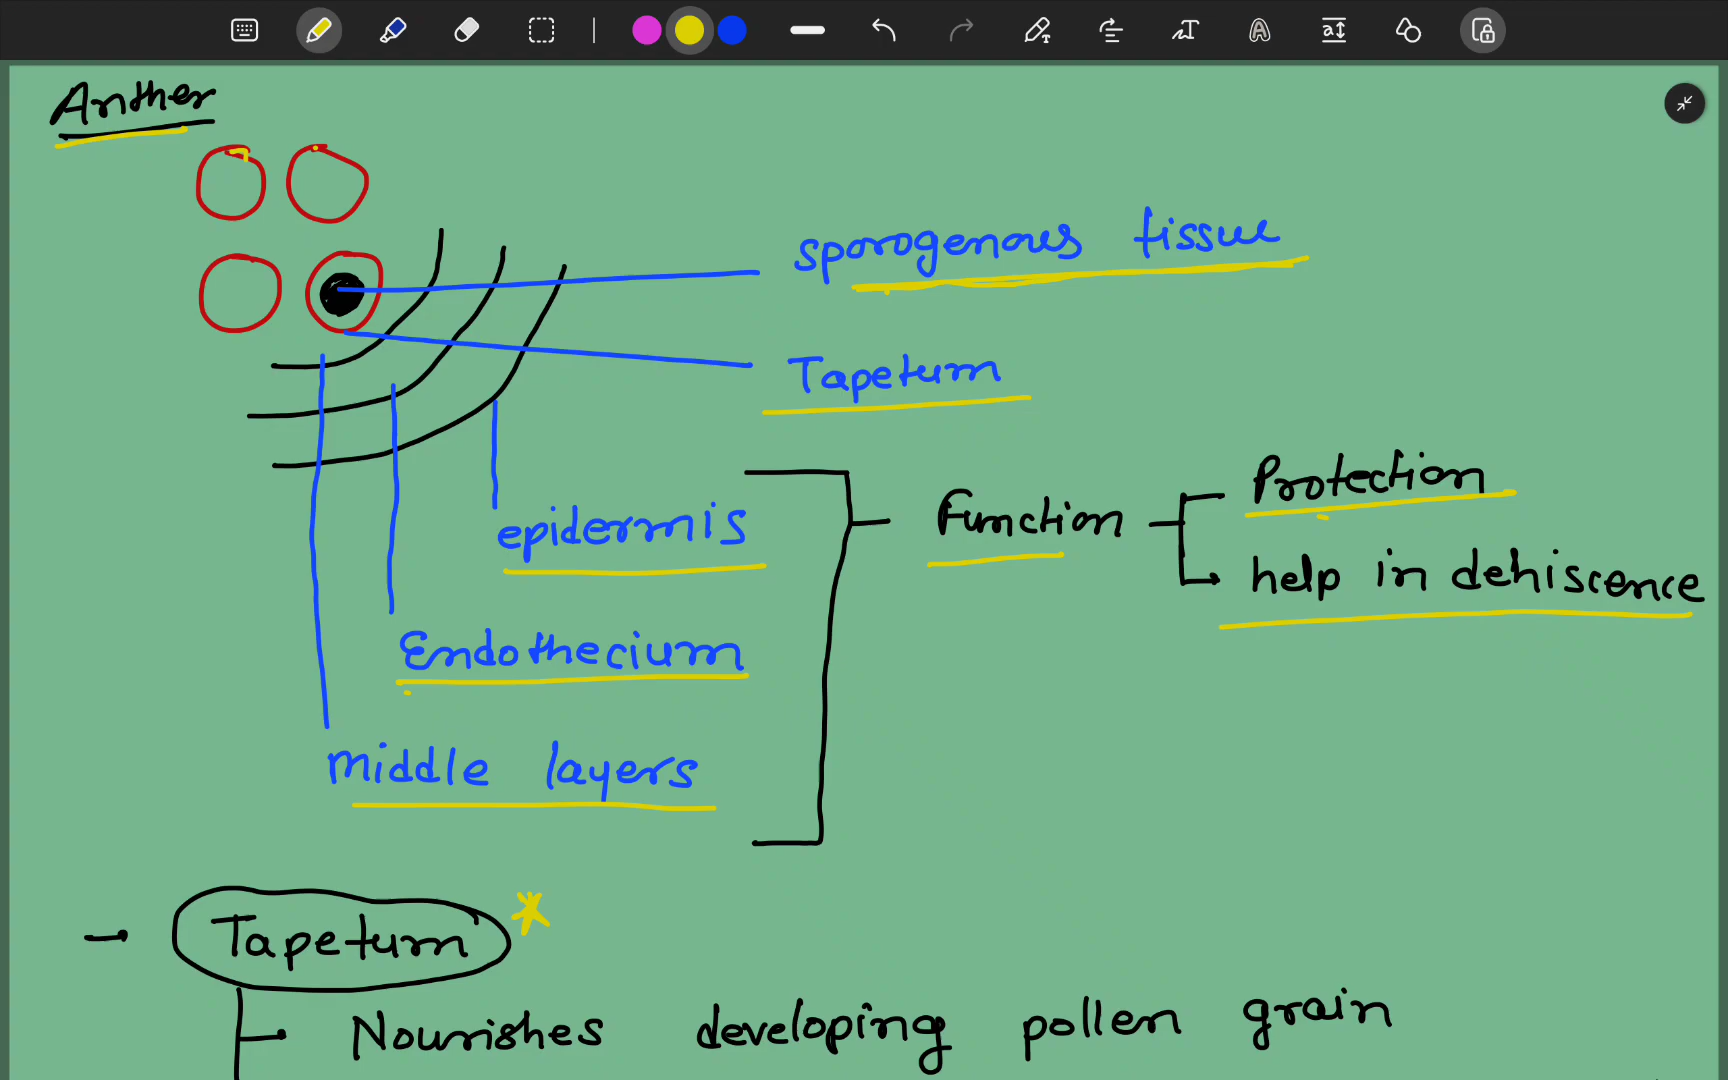 Anther
sporogenous tissue
Tapetum
epidermis
Endothecium
Middle layers
Function
Protection
help in dehiscence
Tapetum
Nourishes developing pollen grain